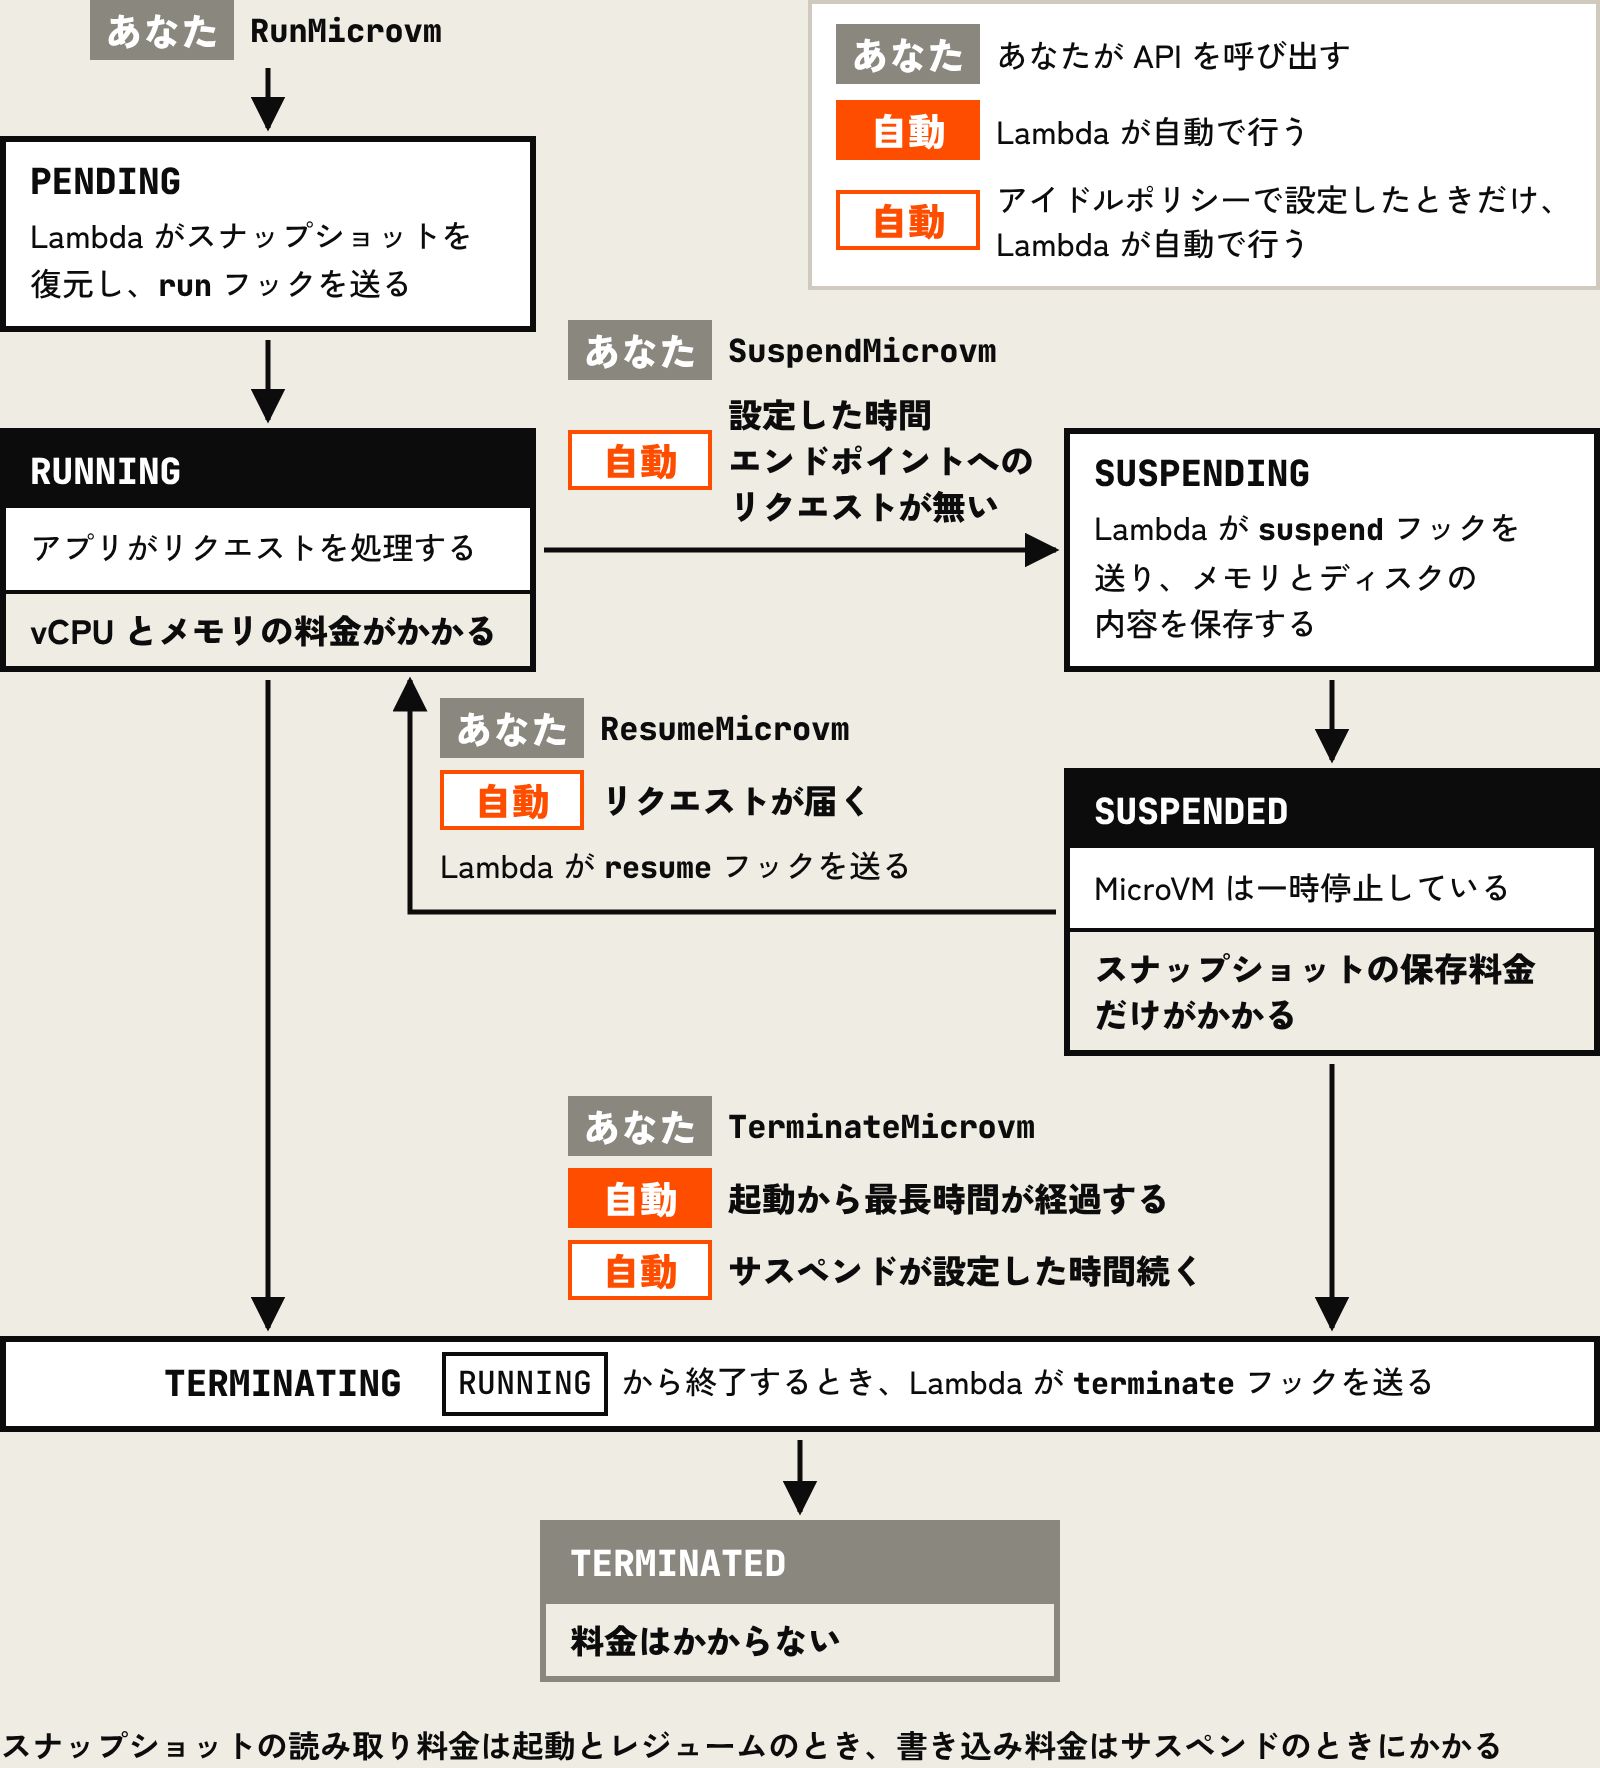 あなた RunMicrovm
あなた あなたが API を呼び出す
自動 Lambda が自動で行う
自動 アイドルポリシーで設定したときだけ、
Lambda が自動で行う
PENDING
Lambda がスナップショットを
復元し、run フックを送る
あなた SuspendMicrovm
自動 設定した時間
エンドポイントへの
リクエストが無い
RUNNING
アプリがリクエストを処理する
vCPU とメモリの料金がかかる
SUSPENDING
Lambda が suspend フックを
送り、メモリとディスクの
内容を保存する
あなた ResumeMicrovm
自動 リクエストが届く
Lambda が resume フックを送る
SUSPENDED
MicroVM は一時停止している
スナップショットの保存料金
だけがかかる
あなた TerminateMicrovm
自動 起動から最長時間が経過する
自動 サスペンドが設定した時間続く
TERMINATING RUNNING から終了するとき、Lambda が terminate フックを送る
TERMINATED
料金はかからない
スナップショットの読み取り料金は起動とレジュームのとき、書き込み料金はサスペンドのときにかかる